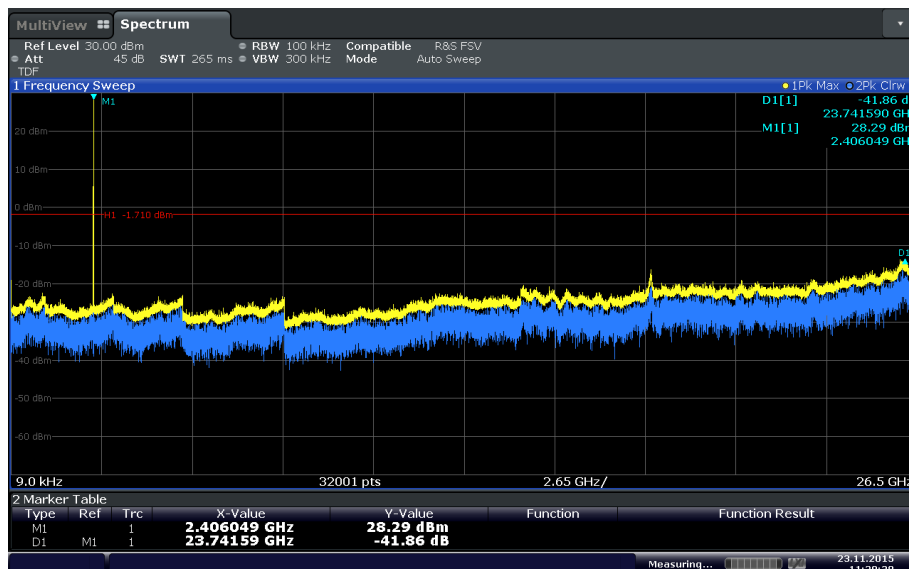 MultiView Spectrum
Ref Level 30.00 dBm RBW 100 kHz Compatible R&S FSV
Att 45 dB SWT 265 ms VBW 300 kHz Mode Auto Sweep
TDF
1 Frequency Sweep 1Pk Max 2Pk Clrw
M1
D1[1] -41.86 d
23.741590 GH
M1[1] 28.29 dBr
2.406049 GH
20 dBm
10 dBm
0 dBm
H1 -1.710 dBm
-10 dBm
D1
-20 dBm
-40 dBm
-50 dBm
-60 dBm
9.0 kHz 32001 pts 2.65 GHz/ 26.5 GHz
2 Marker Table
Type Ref Trc X-Value Y-Value Function Function Result
M1 1 2.406049 GHz 28.29 dBm
D1 M1 1 23.74159 GHz -41.86 dB
Measuring... 23.11.2015